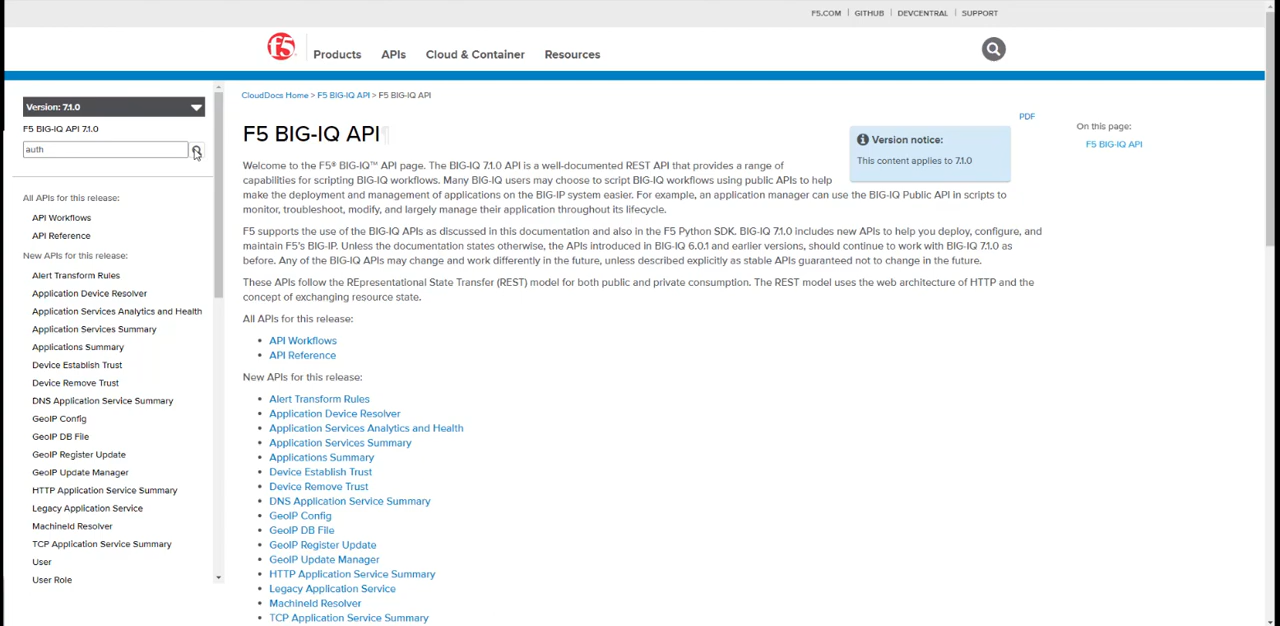 F5.COM | GITHUB | DEVCENTRAL | SUPPORT
f5
Products APIs Cloud & Container Resources
Version: 7.1.0
F5 BIG-IQ API 7.1.0
auth
All APIs for this release:
API Workflows
API Reference
New APIs for this release:
Alert Transform Rules
Application Device Resolver
Application Services Analytics and Health
Application Services Summary
Applications Summary
Device Establish Trust
Device Remove Trust
DNS Application Service Summary
GeoIP Config
GeoIP DB File
GeoIP Register Update
GeoIP Update Manager
HTTP Application Service Summary
Legacy Application Service
MachineId Resolver
TCP Application Service Summary
User
User Role
CloudDocs Home > F5 BIG-IQ API > F5 BIG-IQ API
F5 BIG-IQ API¶
PDF
Version notice:
This content applies to 7.1.0
Welcome to the F5® BIG-IQ™ API page. The BIG-IQ 7.1.0 API is a well-documented REST API that provides a range of
capabilities for scripting BIG-IQ workflows. Many BIG-IQ users may choose to script BIG-IQ workflows using public APIs to help
make the deployment and management of applications on the BIG-IP system easier. For example, an application manager can use the BIG-IQ Public API in scripts to
monitor, troubleshoot, modify, and largely manage their application throughout its lifecycle.
F5 supports the use of the BIG-IQ APIs as discussed in this documentation and also in the F5 Python SDK. BIG-IQ 7.1.0 includes new APIs to help you deploy, configure, and
maintain F5's BIG-IP. Unless the documentation states otherwise, the APIs introduced in BIG-IQ 6.0.1 and earlier versions, should continue to work with BIG-IQ 7.1.0 as
before. Any of the BIG-IQ APIs may change and work differently in the future, unless described explicitly as stable APIs guaranteed not to change in the future.
These APIs follow the REpresentational State Transfer (REST) model for both public and private consumption. The REST model uses the web architecture of HTTP and the
concept of exchanging resource state.
All APIs for this release:
• API Workflows
• API Reference
New APIs for this release:
• Alert Transform Rules
• Application Device Resolver
• Application Services Analytics and Health
• Application Services Summary
• Applications Summary
• Device Establish Trust
• Device Remove Trust
• DNS Application Service Summary
• GeoIP Config
• GeoIP DB File
• GeoIP Register Update
• GeoIP Update Manager
• HTTP Application Service Summary
• Legacy Application Service
• MachineId Resolver
• TCP Application Service Summary
On this page:
F5 BIG-IQ API